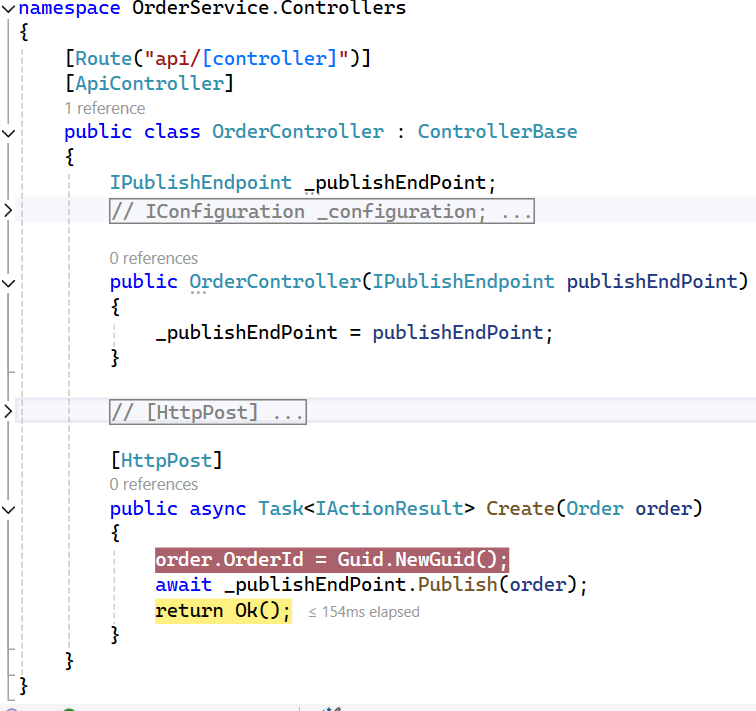 namespace OrderService.Controllers
{
[Route("api/[controller]")]
[ApiController]
1 reference
public class OrderController : ControllerBase
{
IPublishEndpoint _publishEndPoint;
// IConfiguration _configuration; ...
0 references
public OrderController(IPublishEndpoint publishEndPoint)
{
_publishEndPoint = publishEndPoint;
}
// [HttpPost] ...
[HttpPost]
0 references
public async Task<IActionResult> Create(Order order)
{
order.OrderId = Guid.NewGuid();
await _publishEndPoint.Publish(order);
return Ok(); ≤ 154ms elapsed
}
}
}